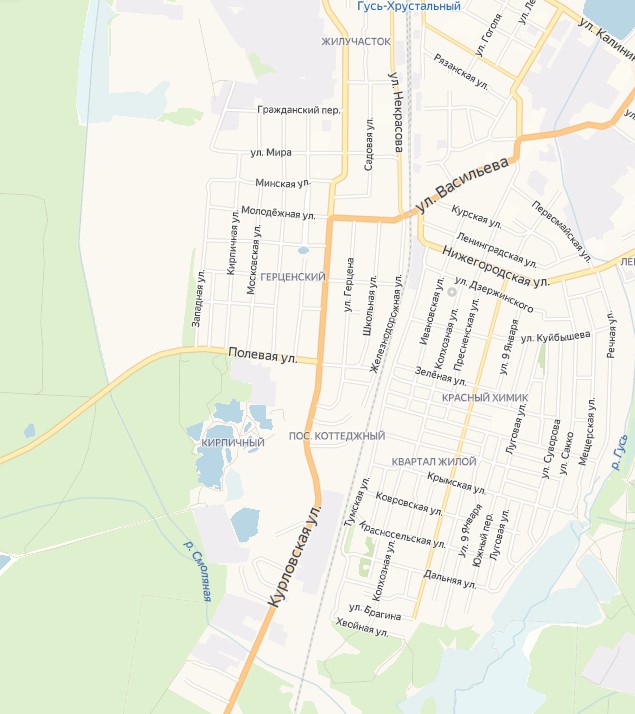 Гусь-Хрустальный
ул. Гоголя
ул. Ле
ул. Калинин
ЖИЛУЧАСТОК
Рязанская ул.
ул. Некрасова
Гражданский пер.
Садовая ул.
ул. Мира
ул. Васильева
Минская ул.
Молодёжная ул.
Курская ул.
Первомайская ул.
Кирпичная ул.
Московская ул.
Ленинградская ул.
Нижегородская ул.
ЛЕ
ГЕРЦЕНСКИЙ
ул. Герцена
Школьная ул.
Железнодорожная ул.
Западная ул.
ул. Дзержинского
Ивановская ул.
Колхозная ул.
Пресненская ул.
ул. 9 Января
ул. Куйбышева
Речная ул.
Полевая ул.
Зелёная ул.
КРАСНЫЙ ХИМИК
Луговая ул.
ул. Суворова
ул. Сакко
Мещерская ул.
р. Гусь
КИРПИЧНЫЙ
ПОС. КОТТЕДЖНЫЙ
КВАРТАЛ ЖИЛОЙ
Крымская ул.
Тумская ул.
Ковровская ул.
Красносельская ул.
ул. 9 Января
Южный пер.
Луговая ул.
Курловская ул.
р. Смоляная
Колхозная ул.
Дальняя ул.
ул. Брагина
Хвойная ул.